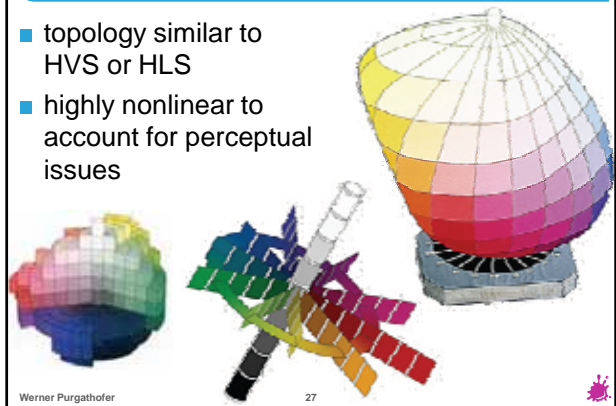 topology similar to
HVS or HLS
highly nonlinear to
account for perceptual
issues
Werner Purgathofer
27